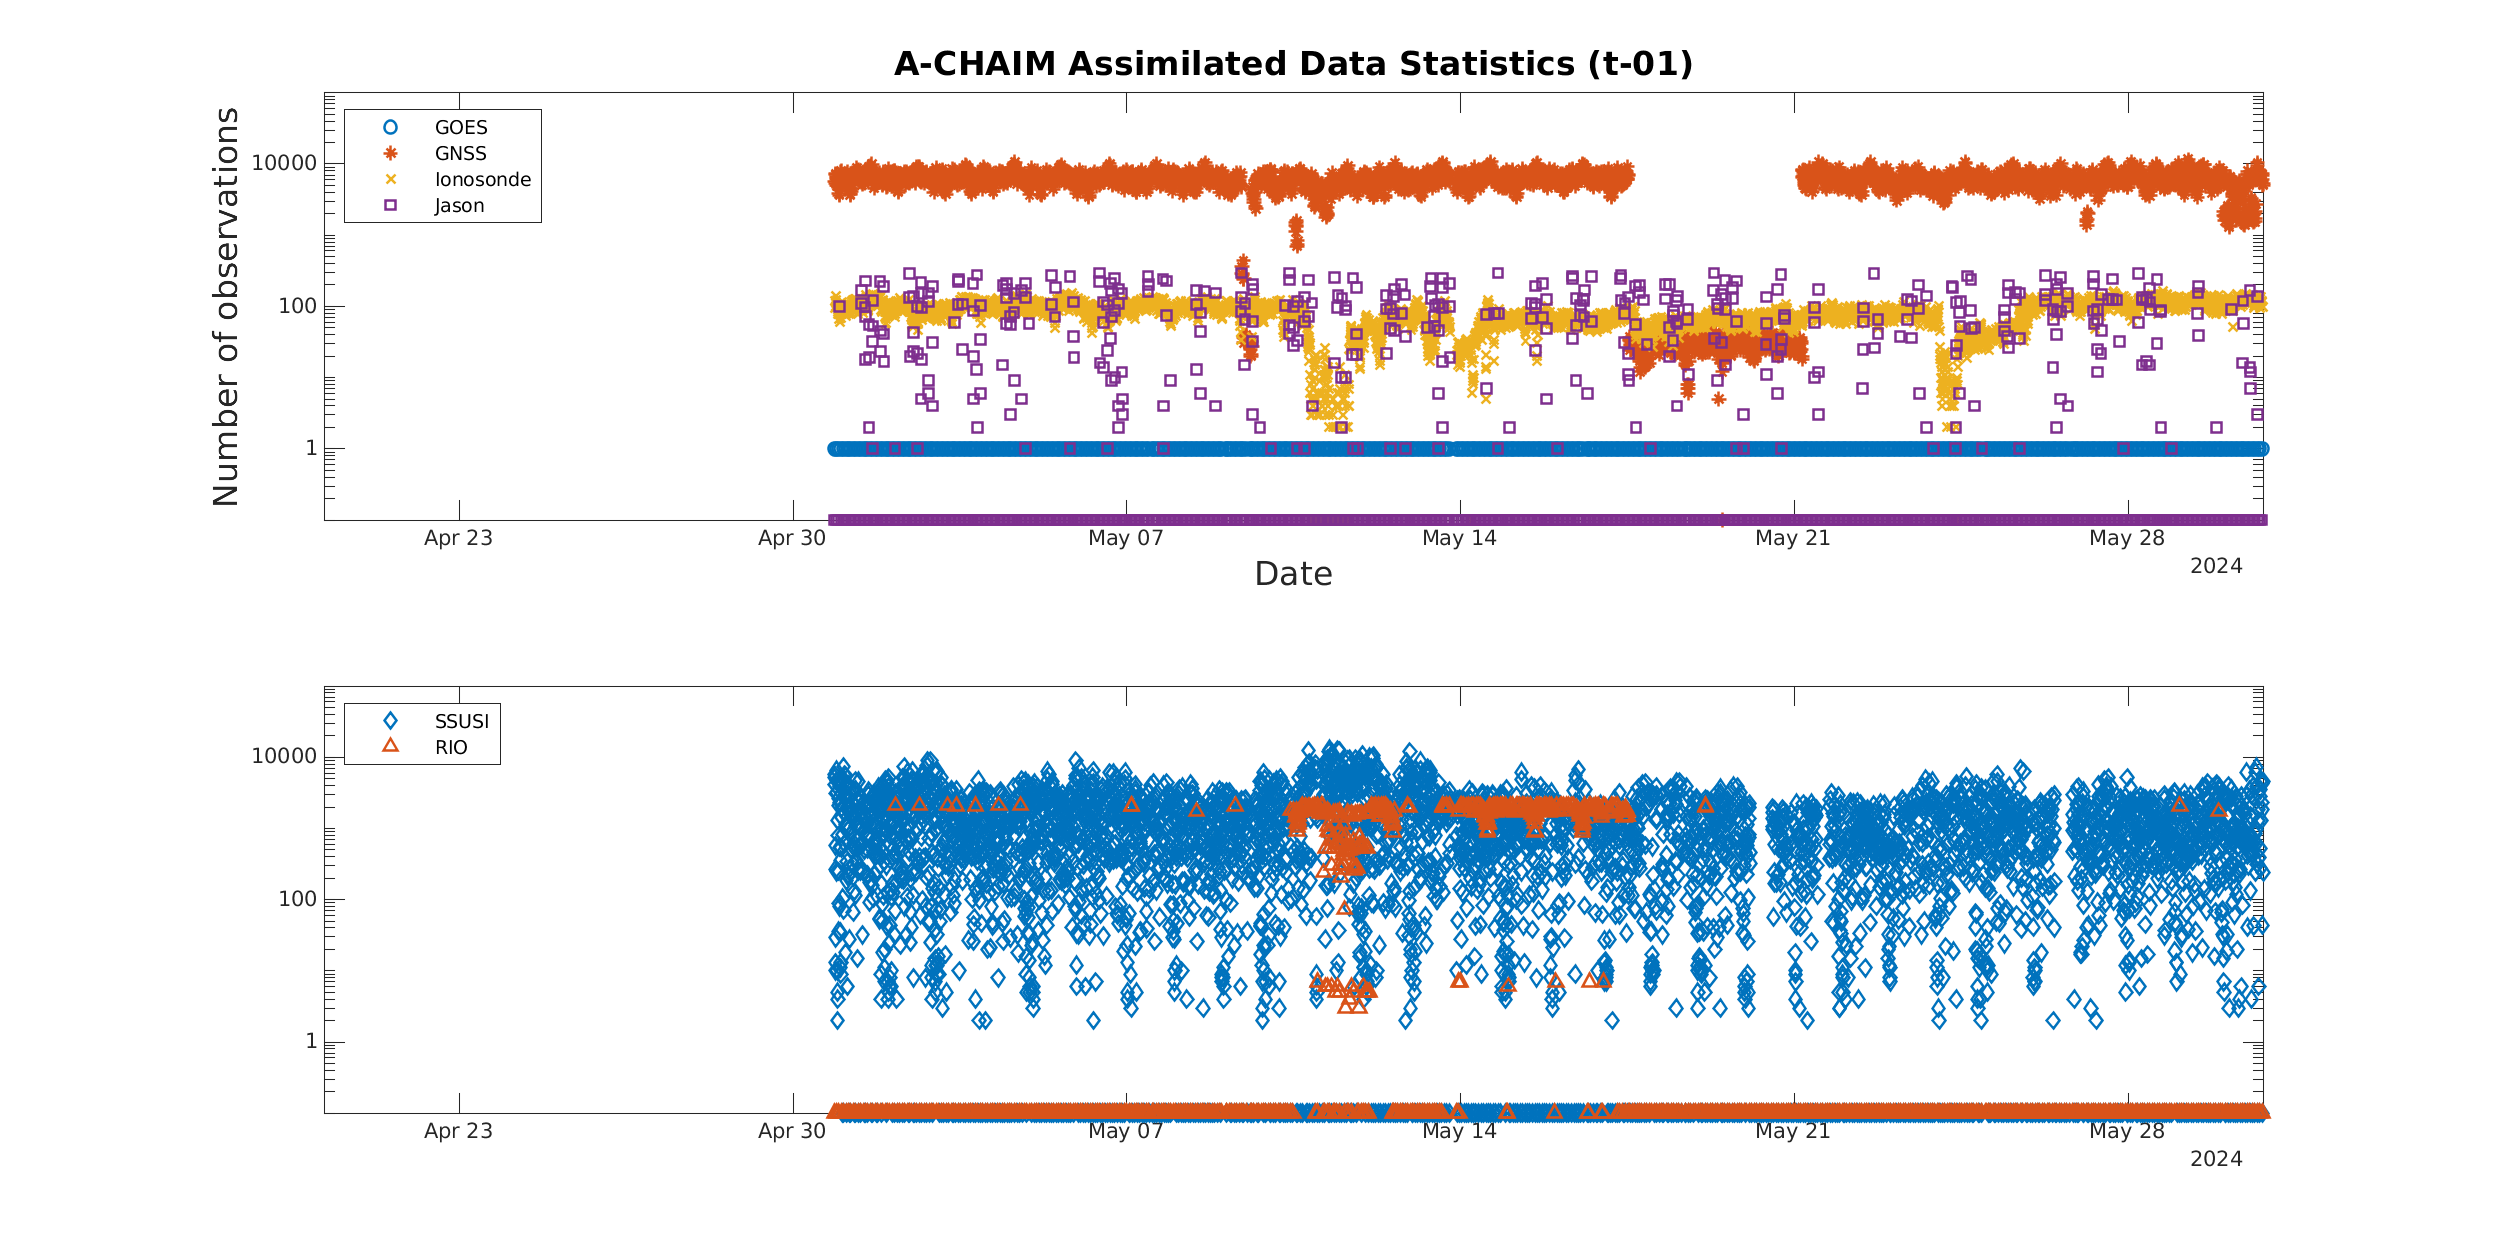 A-CHAIM Assimilated Data Statistics (t-01)
Number of observations
10000
100
1
GOES
GNSS
Ionosonde
Jason
Apr 23
Apr 30
May 07
May 14
May 21
May 28
2024
Date
10000
100
1
SSUSI
RIO
Apr 23
Apr 30
May 07
May 14
May 21
May 28
2024